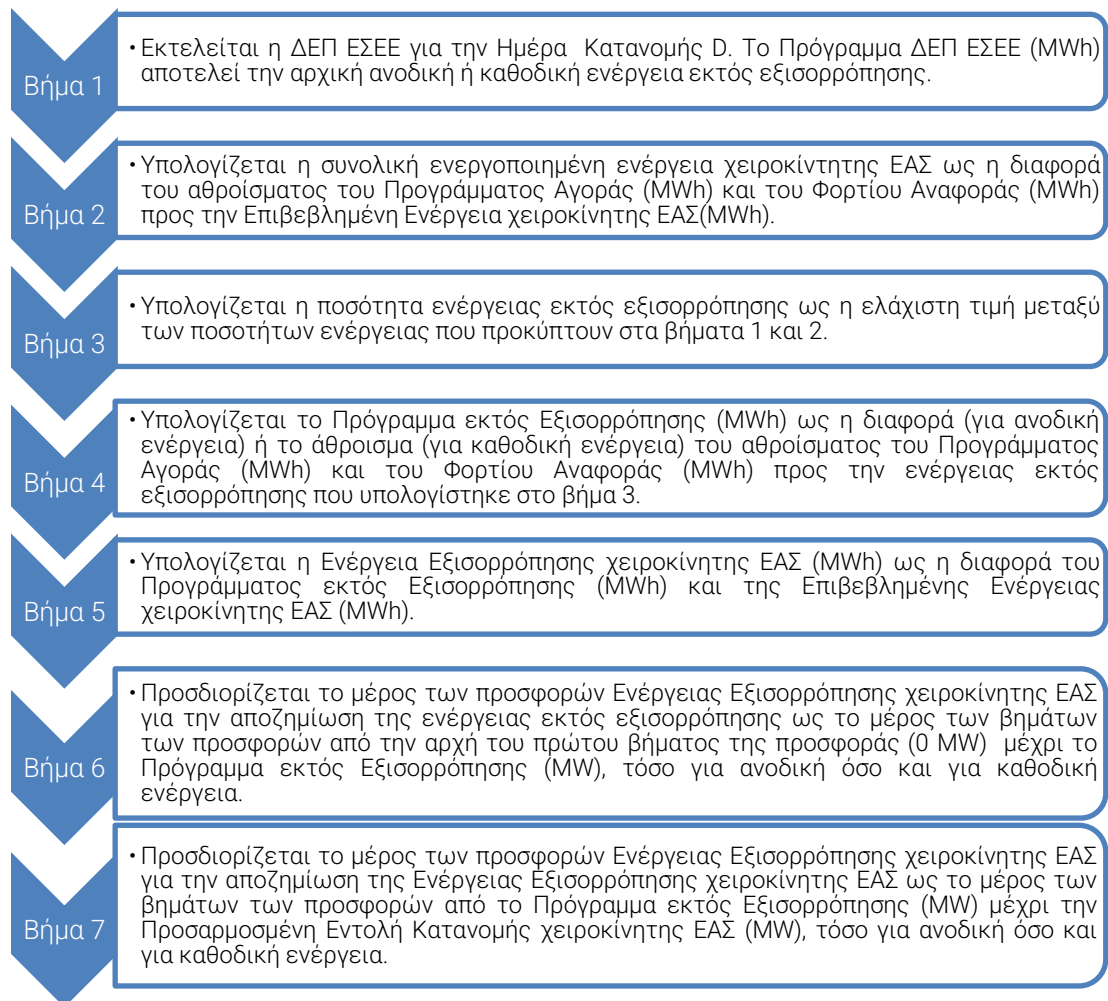 Βήμα 1
• Εκτελείται η ΔΕΠ ΕΣΕΕ για την Ημέρα Κατανομής D. Το Πρόγραμμα ΔΕΠ ΕΣΕΕ (MWh)
αποτελεί την αρχική ανοδική ή καθοδική ενέργεια εκτός εξισορρόπησης.
Βήμα 2
• Υπολογίζεται η συνολική ενεργοποιημένη ενέργεια χειροκίντητης ΕΑΣ ως η διαφορά
του αθροίσματος του Προγράμματος Αγοράς (MWh) και του Φορτίου Αναφοράς (MWh)
προς την Επιβεβλημένη Ενέργεια χειροκίνητης ΕΑΣ(MWh).
Βήμα 3
• Υπολογίζεται η ποσότητα ενέργειας εκτός εξισορρόπησης ως η ελάχιστη τιμή μεταξύ
των ποσοτήτων ενέργειας που προκύπτουν στα βήματα 1 και 2.
Βήμα 4
• Υπολογίζεται το Πρόγραμμα εκτός Εξισορρόπησης (MWh) ως η διαφορά (για ανοδική
ενέργεια) ή το άθροισμα (για καθοδική ενέργεια) του αθροίσματος του Προγράμματος
Αγοράς (MWh) και του Φορτίου Αναφοράς (MWh) προς την ενέργειας εκτός
εξισορρόπησης που υπολογίστηκε στο βήμα 3.
Βήμα 5
• Υπολογίζεται η Ενέργεια Εξισορρόπησης χειροκίνητης ΕΑΣ (MWh) ως η διαφορά του
Προγράμματος εκτός Εξισορρόπησης (MWh) και της Επιβεβλημένης Ενέργειας
χειροκίνητης ΕΑΣ (MWh).
Βήμα 6
• Προσδιορίζεται το μέρος των προσφορών Ενέργειας Εξισορρόπησης χειροκίνητης ΕΑΣ
για την αποζημίωση της ενέργειας εκτός εξισορρόπησης ως το μέρος των βημάτων
των προσφορών από την αρχή του πρώτου βήματος της προσφοράς (0 MW) μέχρι το
Πρόγραμμα εκτός Εξισορρόπησης (MW), τόσο για ανοδική όσο και για καθοδική
ενέργεια.
Βήμα 7
• Προσδιορίζεται το μέρος των προσφορών Ενέργειας Εξισορρόπησης χειροκίνητης ΕΑΣ
για την αποζημίωση της Ενέργειας Εξισορρόπησης χειροκίνητης ΕΑΣ ως το μέρος των
βημάτων των προσφορών από το Πρόγραμμα εκτός Εξισορρόπησης (MW) μέχρι την
Προσαρμοσμένη Εντολή Κατανομής χειροκίνητης ΕΑΣ (MW), τόσο για ανοδική όσο και
για καθοδική ενέργεια.